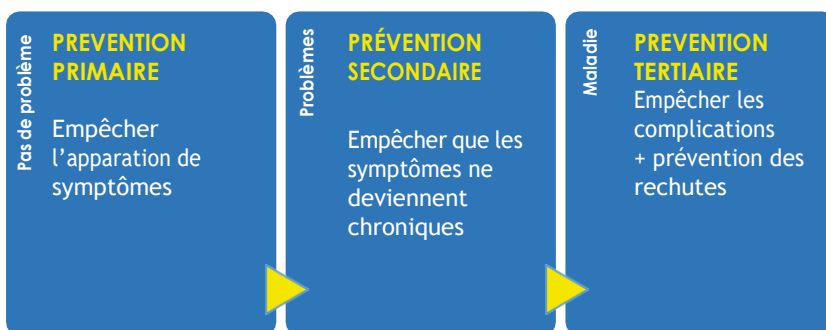 Pas de problème
PREVENTION
PRIMAIRE
Empêcher
l’apparation de
symptômes
Problèmes
PRÉVENTION
SECONDAIRE
Empêcher que les
symptômes ne
deviennent
chroniques
Maladie
PREVENTION
TERTIAIRE
Empêcher les
complications
+ prévention des
rechutes